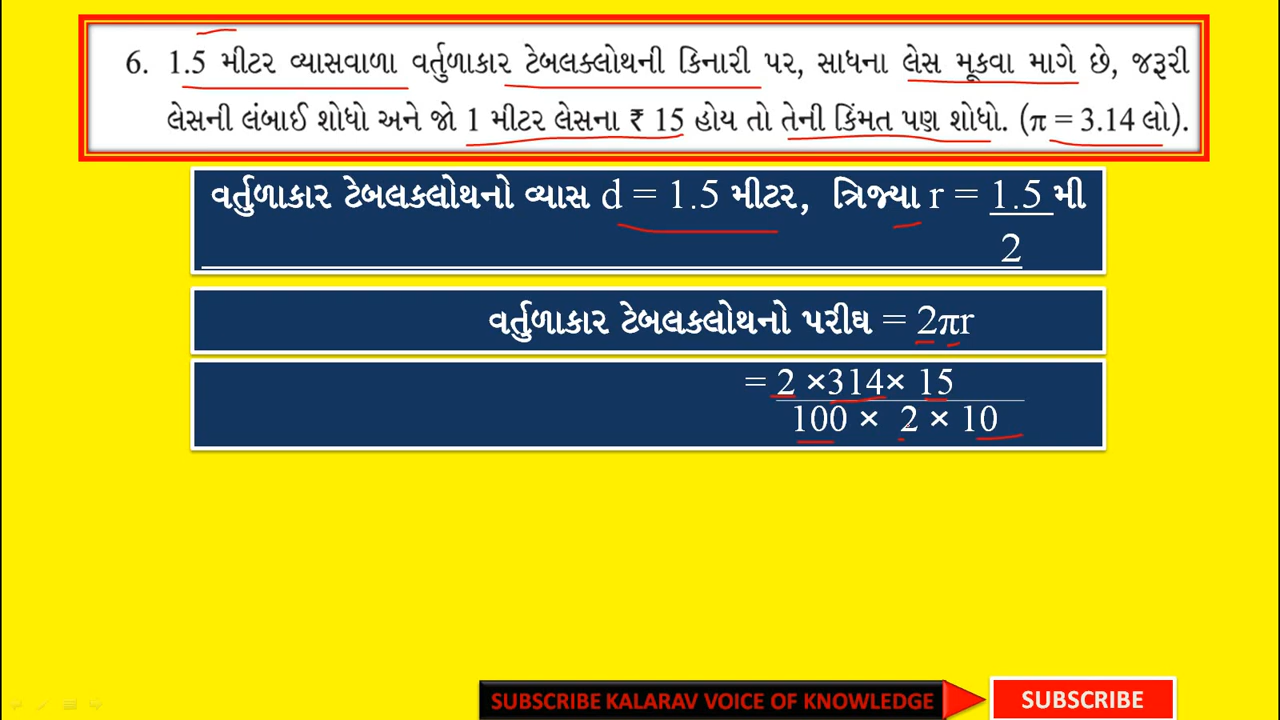 6. 1.5 મીટર વ્યાસવાળા વર્તુળાકાર ટેબલક્લોથની કિનારી પર, સાધના લેસ મૂકવા માગે છે, જરૂરી
લેસની લંબાઈ શોધો અને જો 1 મીટર લેસના ₹ 15 હોય તો તેની કિંમત પણ શોધો. (π = 3.14 લો).
વર્તુળાકાર ટેબલક્લોથનો વ્યાસ d = 1.5 મીટર, ત્રિજ્યા r = 1.5 મી
2
વર્તુળાકાર ટેબલક્લોથનો પરીઘ = 2πr
= 2 ×314× 15
100 × 2 × 10
SUBSCRIBE KALARAV VOICE OF KNOWLEDGE
SUBSCRIBE